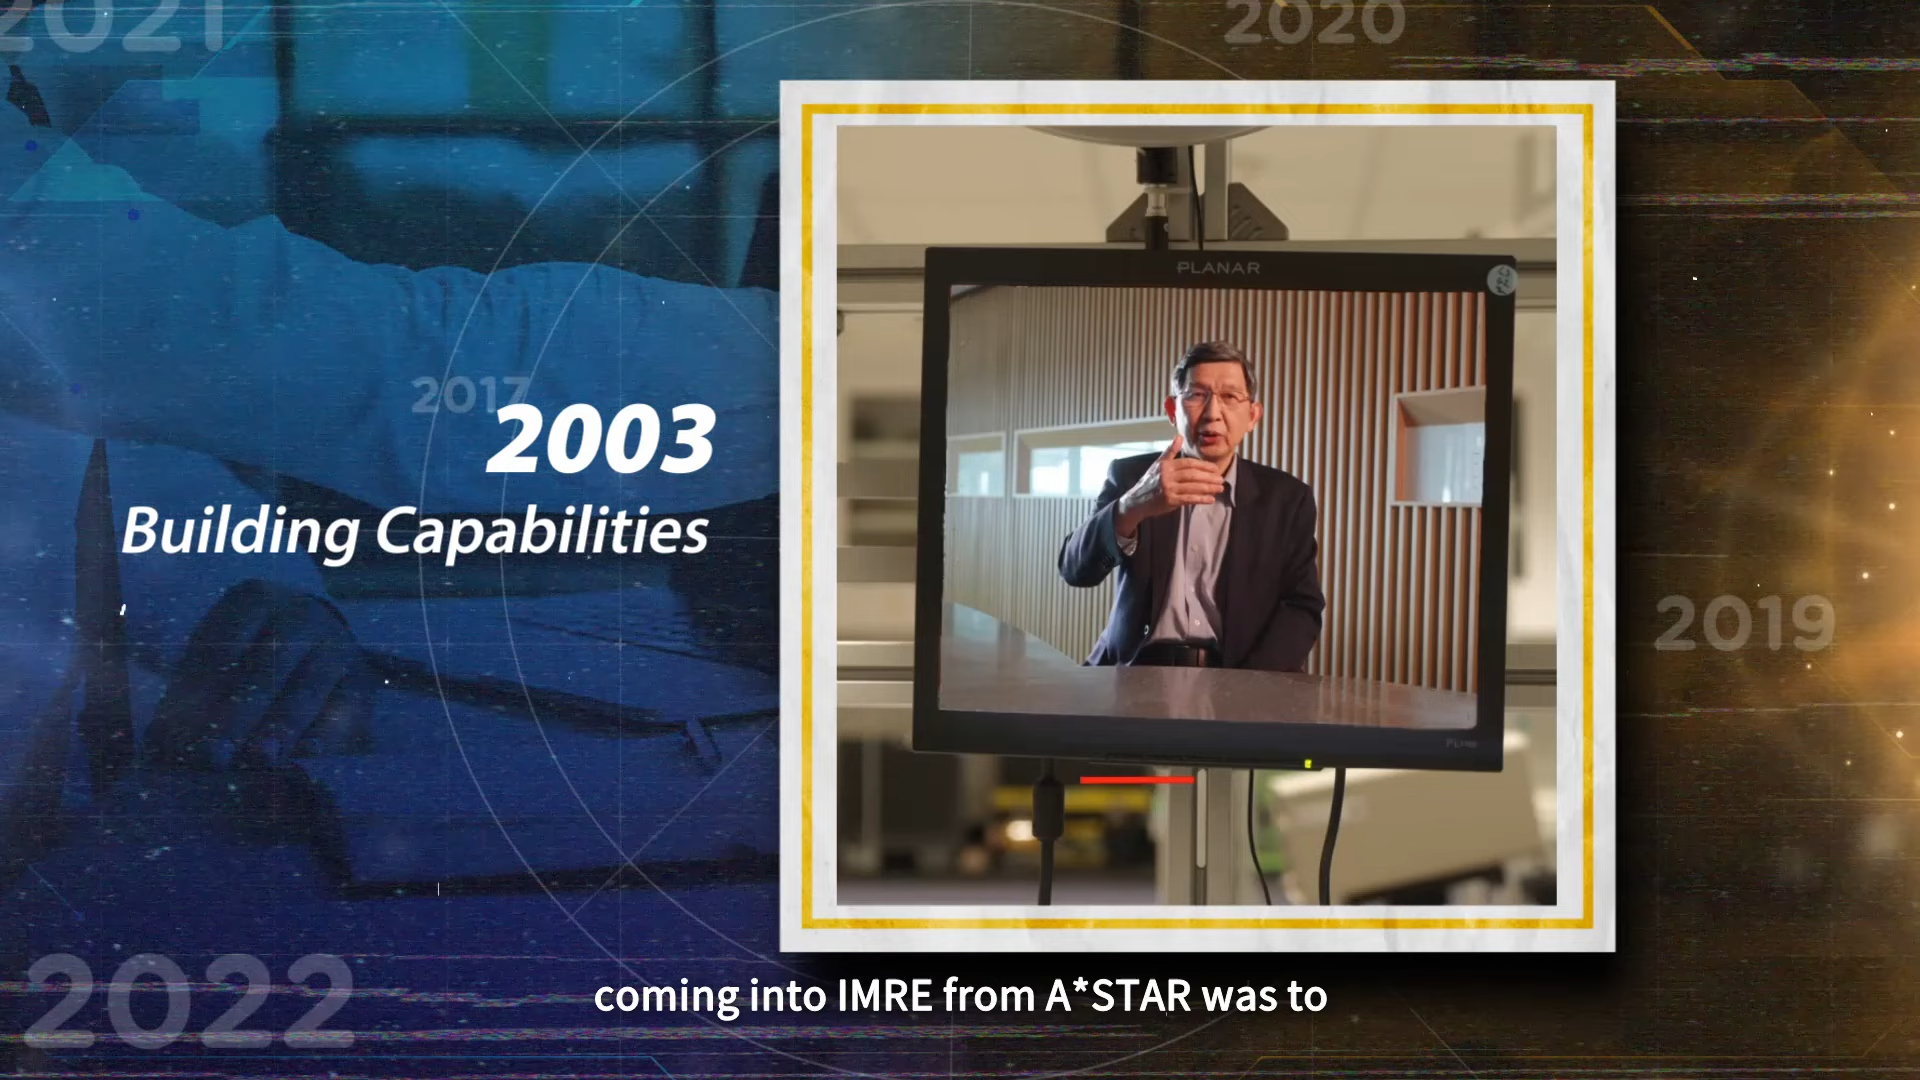 2021
2020
PLANAR
2017
2003
Building Capabilities
2019
2022
coming into IMRE from A*STAR was to